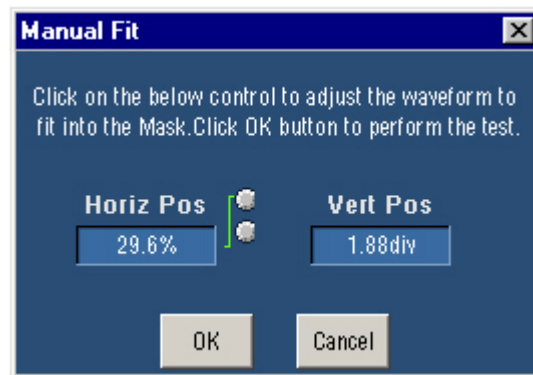 Manual Fit
Click on the below control to adjust the waveform to
fit into the Mask.Click OK button to perform the test.
Horiz Pos
29.6%
Vert Pos
1.88div
OK
Cancel